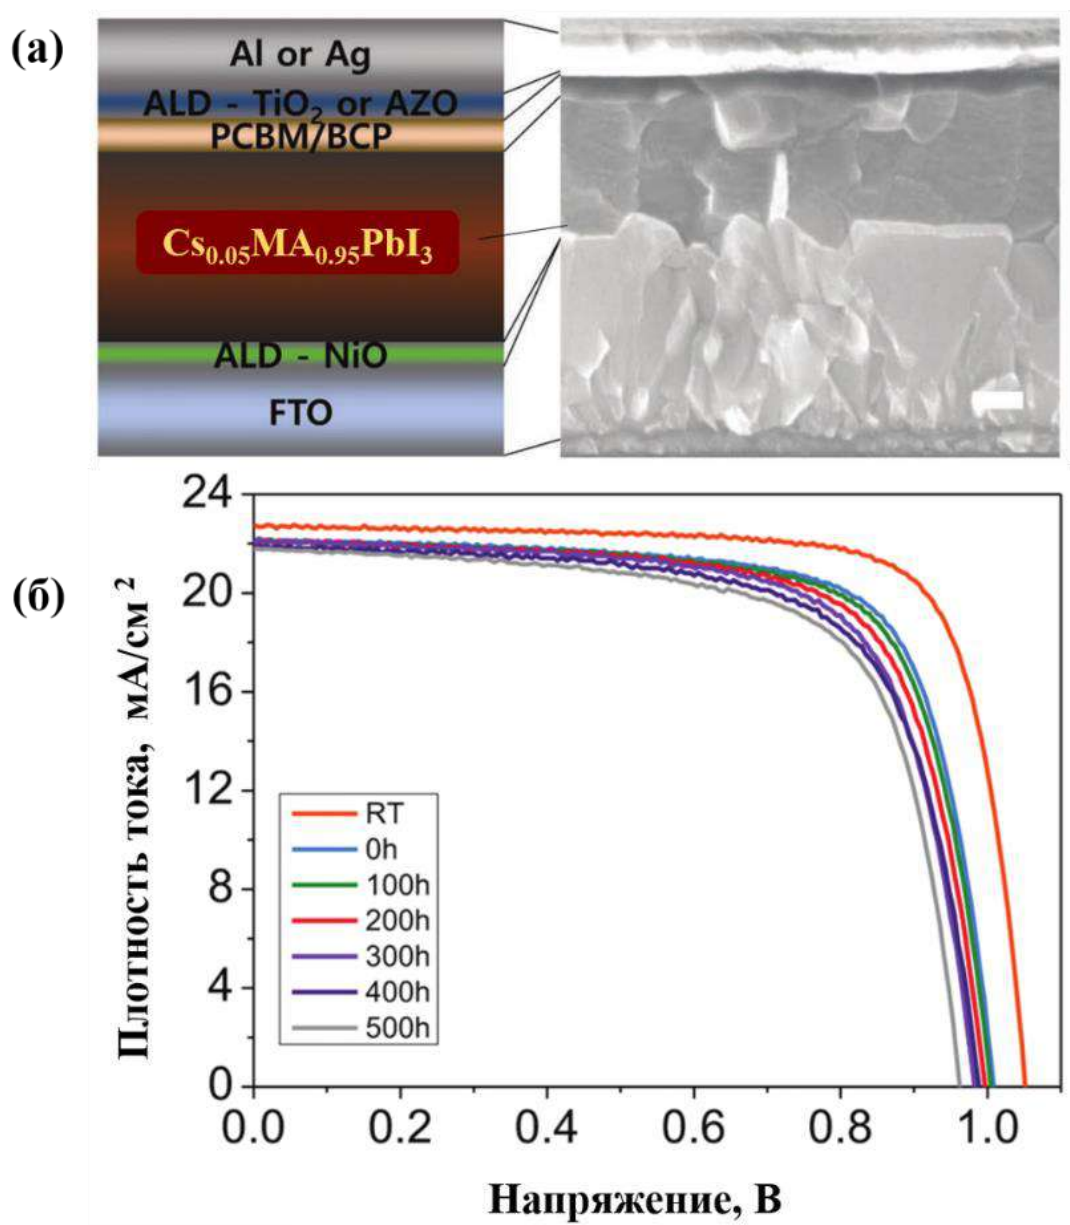 (а)
Al or Ag
ALD - TiO₂ or AZO
PCBM/BCP
Cs₀.₀₅MA₀.₉₅PbI₃
ALD - NiO
FTO
(б)
Плотность тока, мА/см²
24
20
16
12
8
4
0
RT
0h
100h
200h
300h
400h
500h
0.0 0.2 0.4 0.6 0.8 1.0
Напряжение, В